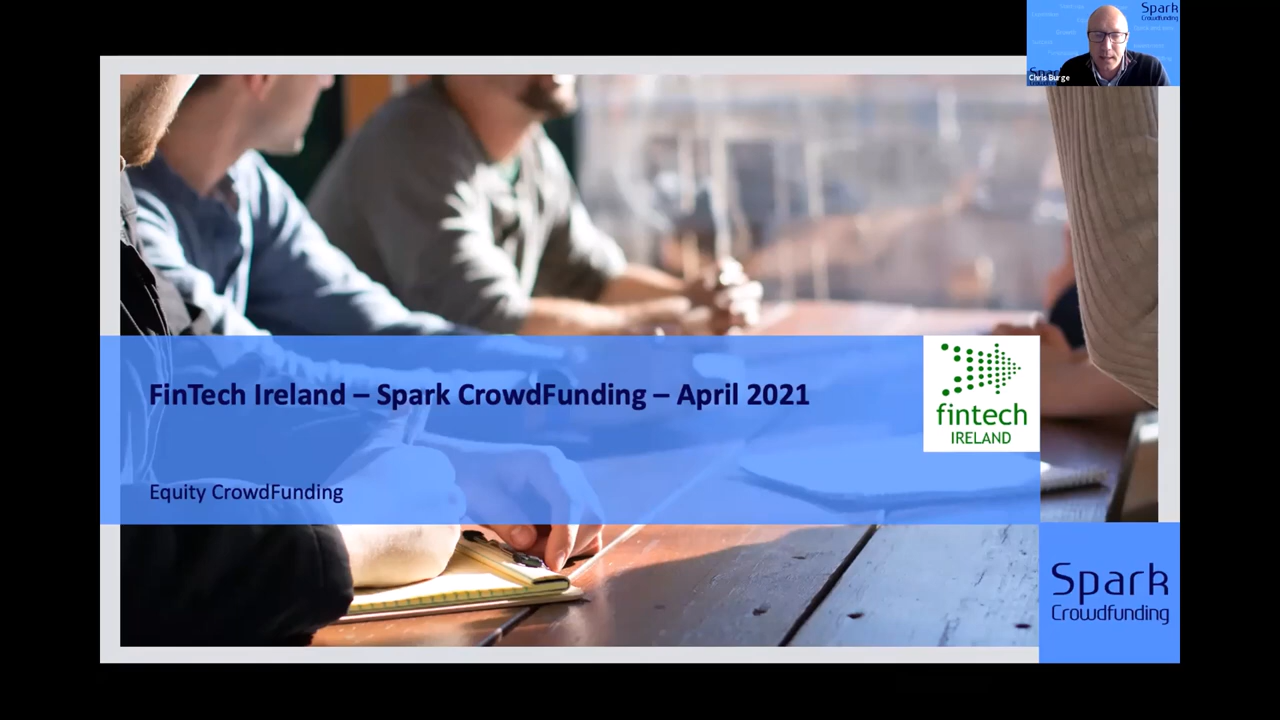 Spark
Crowdfunding
Chris Burge
FinTech Ireland – Spark CrowdFunding – April 2021
fintech
IRELAND
Equity CrowdFunding
Spark
Crowdfunding